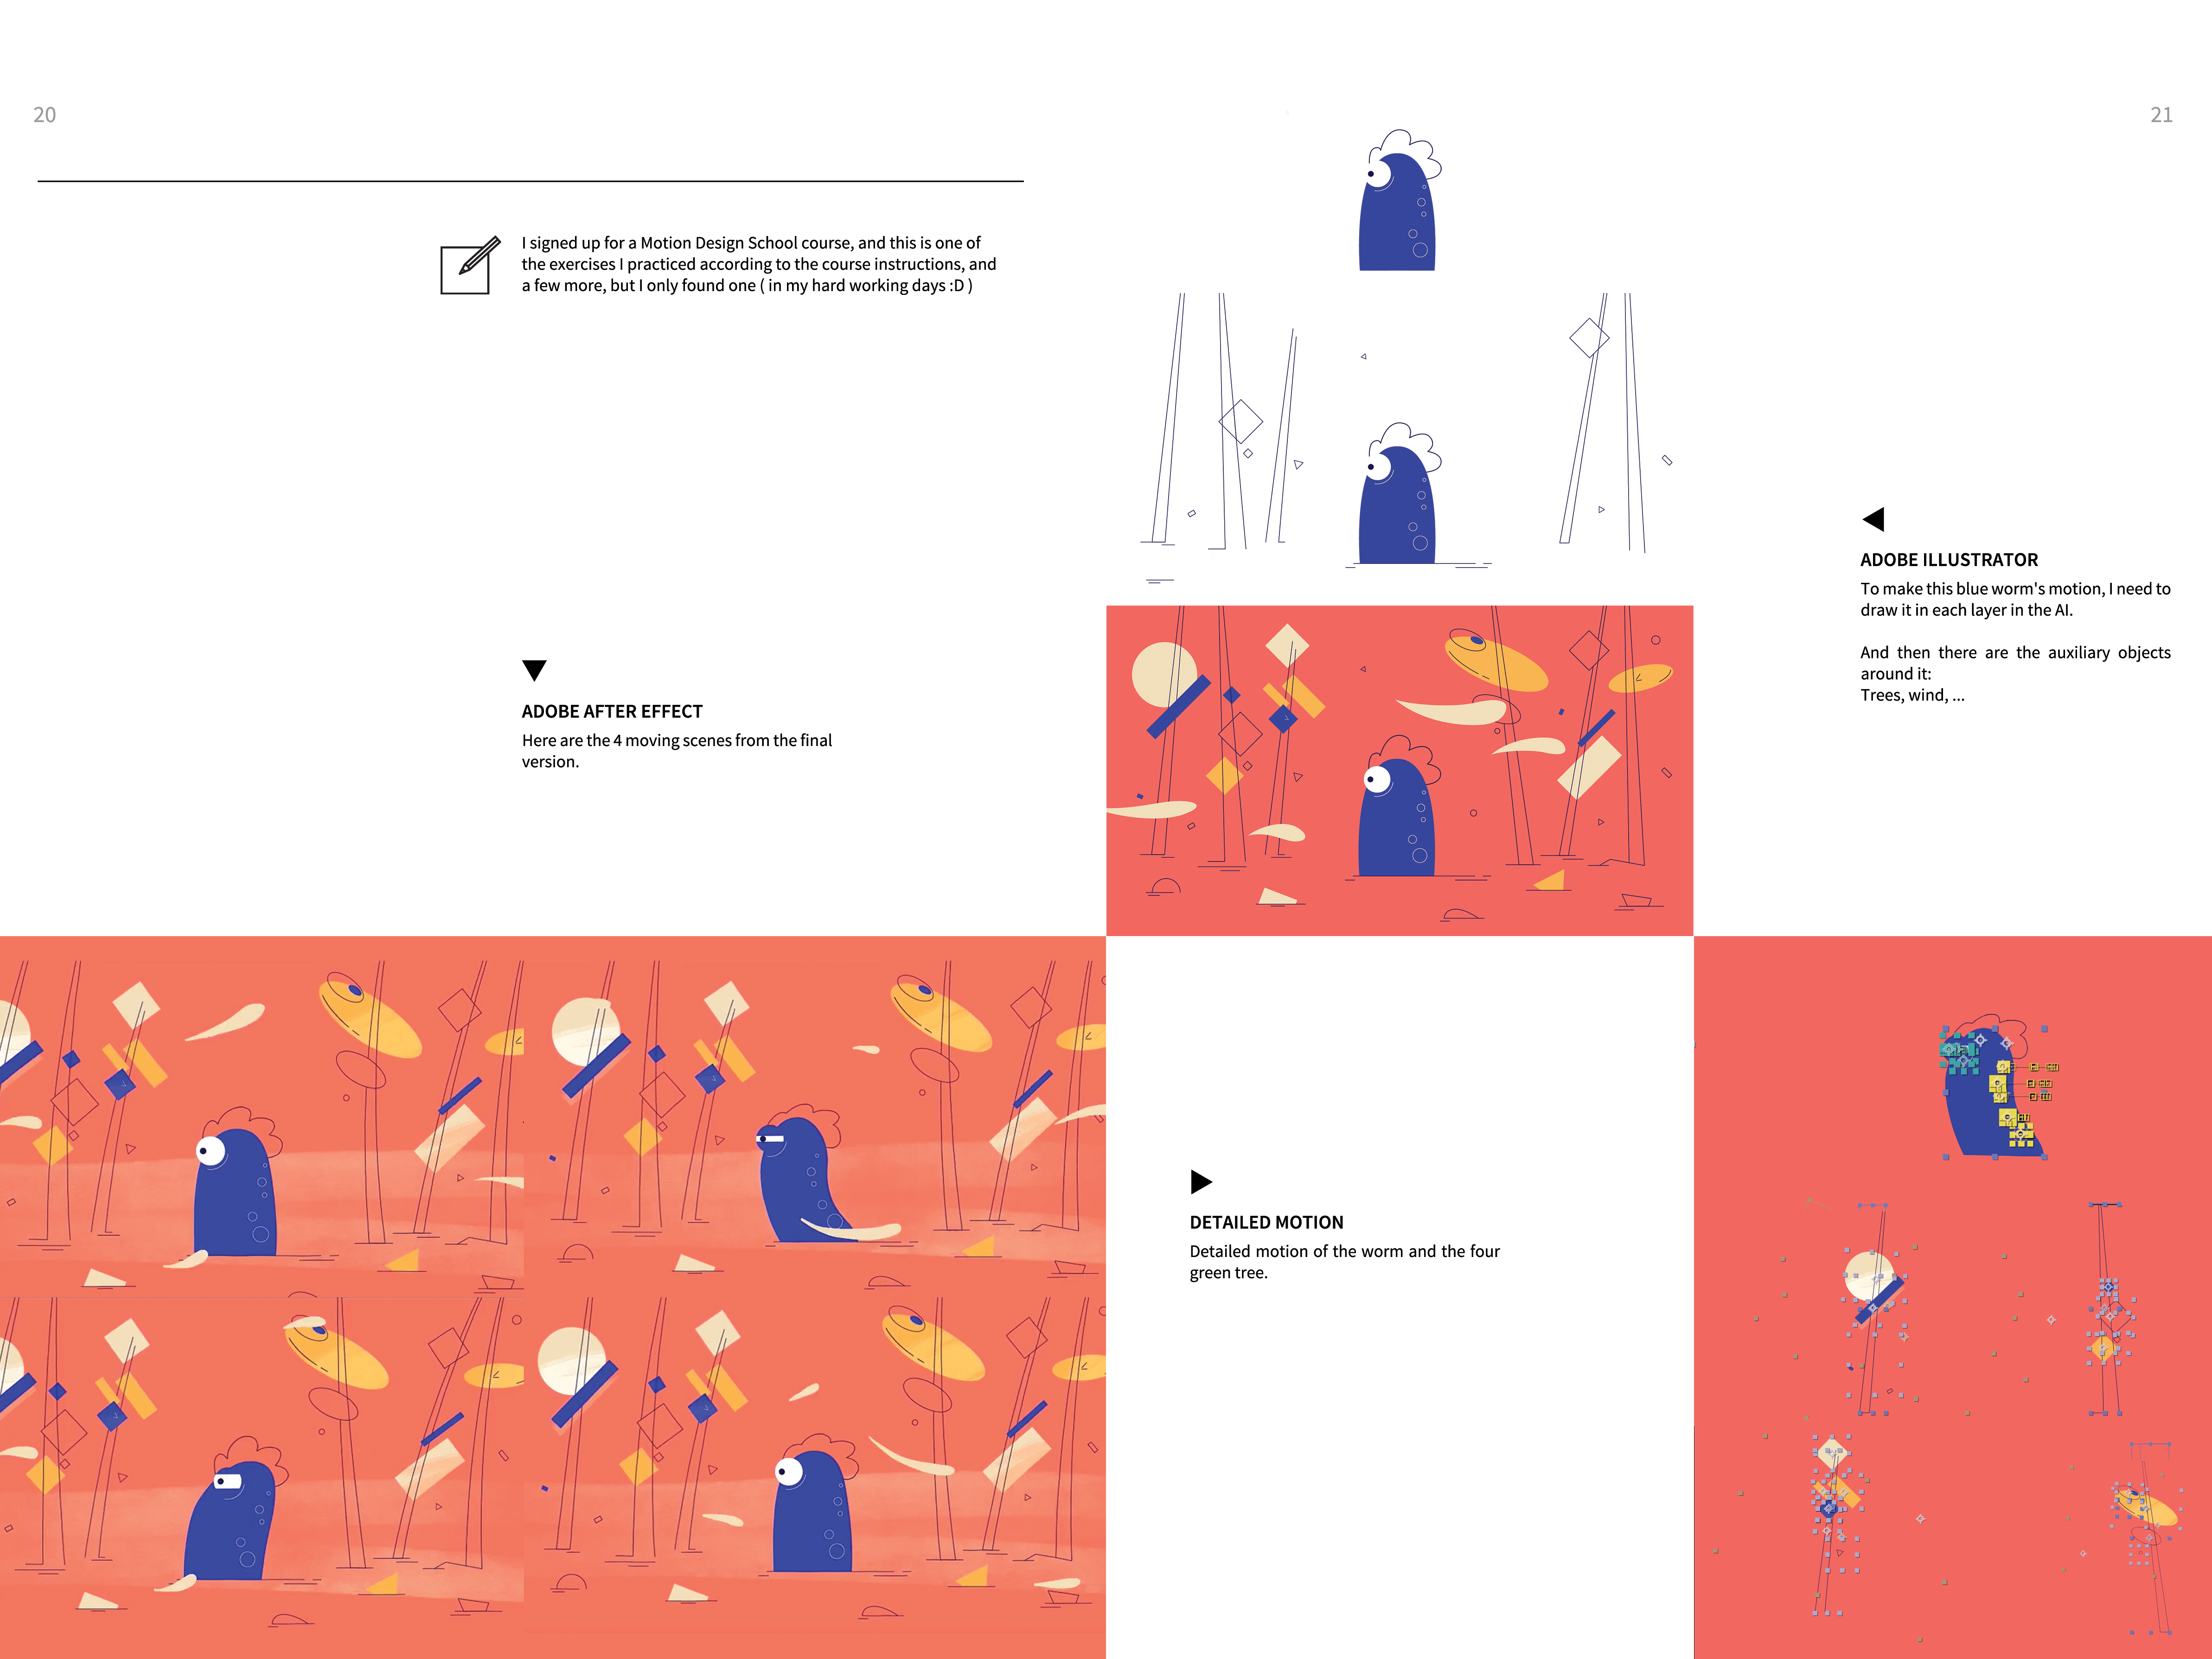 20
I signed up for a Motion Design School course, and this is one of
the exercises I practiced according to the course instructions, and
a few more, but I only found one ( in my hard working days :D )
ADOBE AFTER EFFECT
Here are the 4 moving scenes from the final
version.
21
ADOBE ILLUSTRATOR
To make this blue worm's motion, I need to
draw it in each layer in the AI.
And then there are the auxiliary objects
around it:
Trees, wind, ...
DETAILED MOTION
Detailed motion of the worm and the four
green tree.